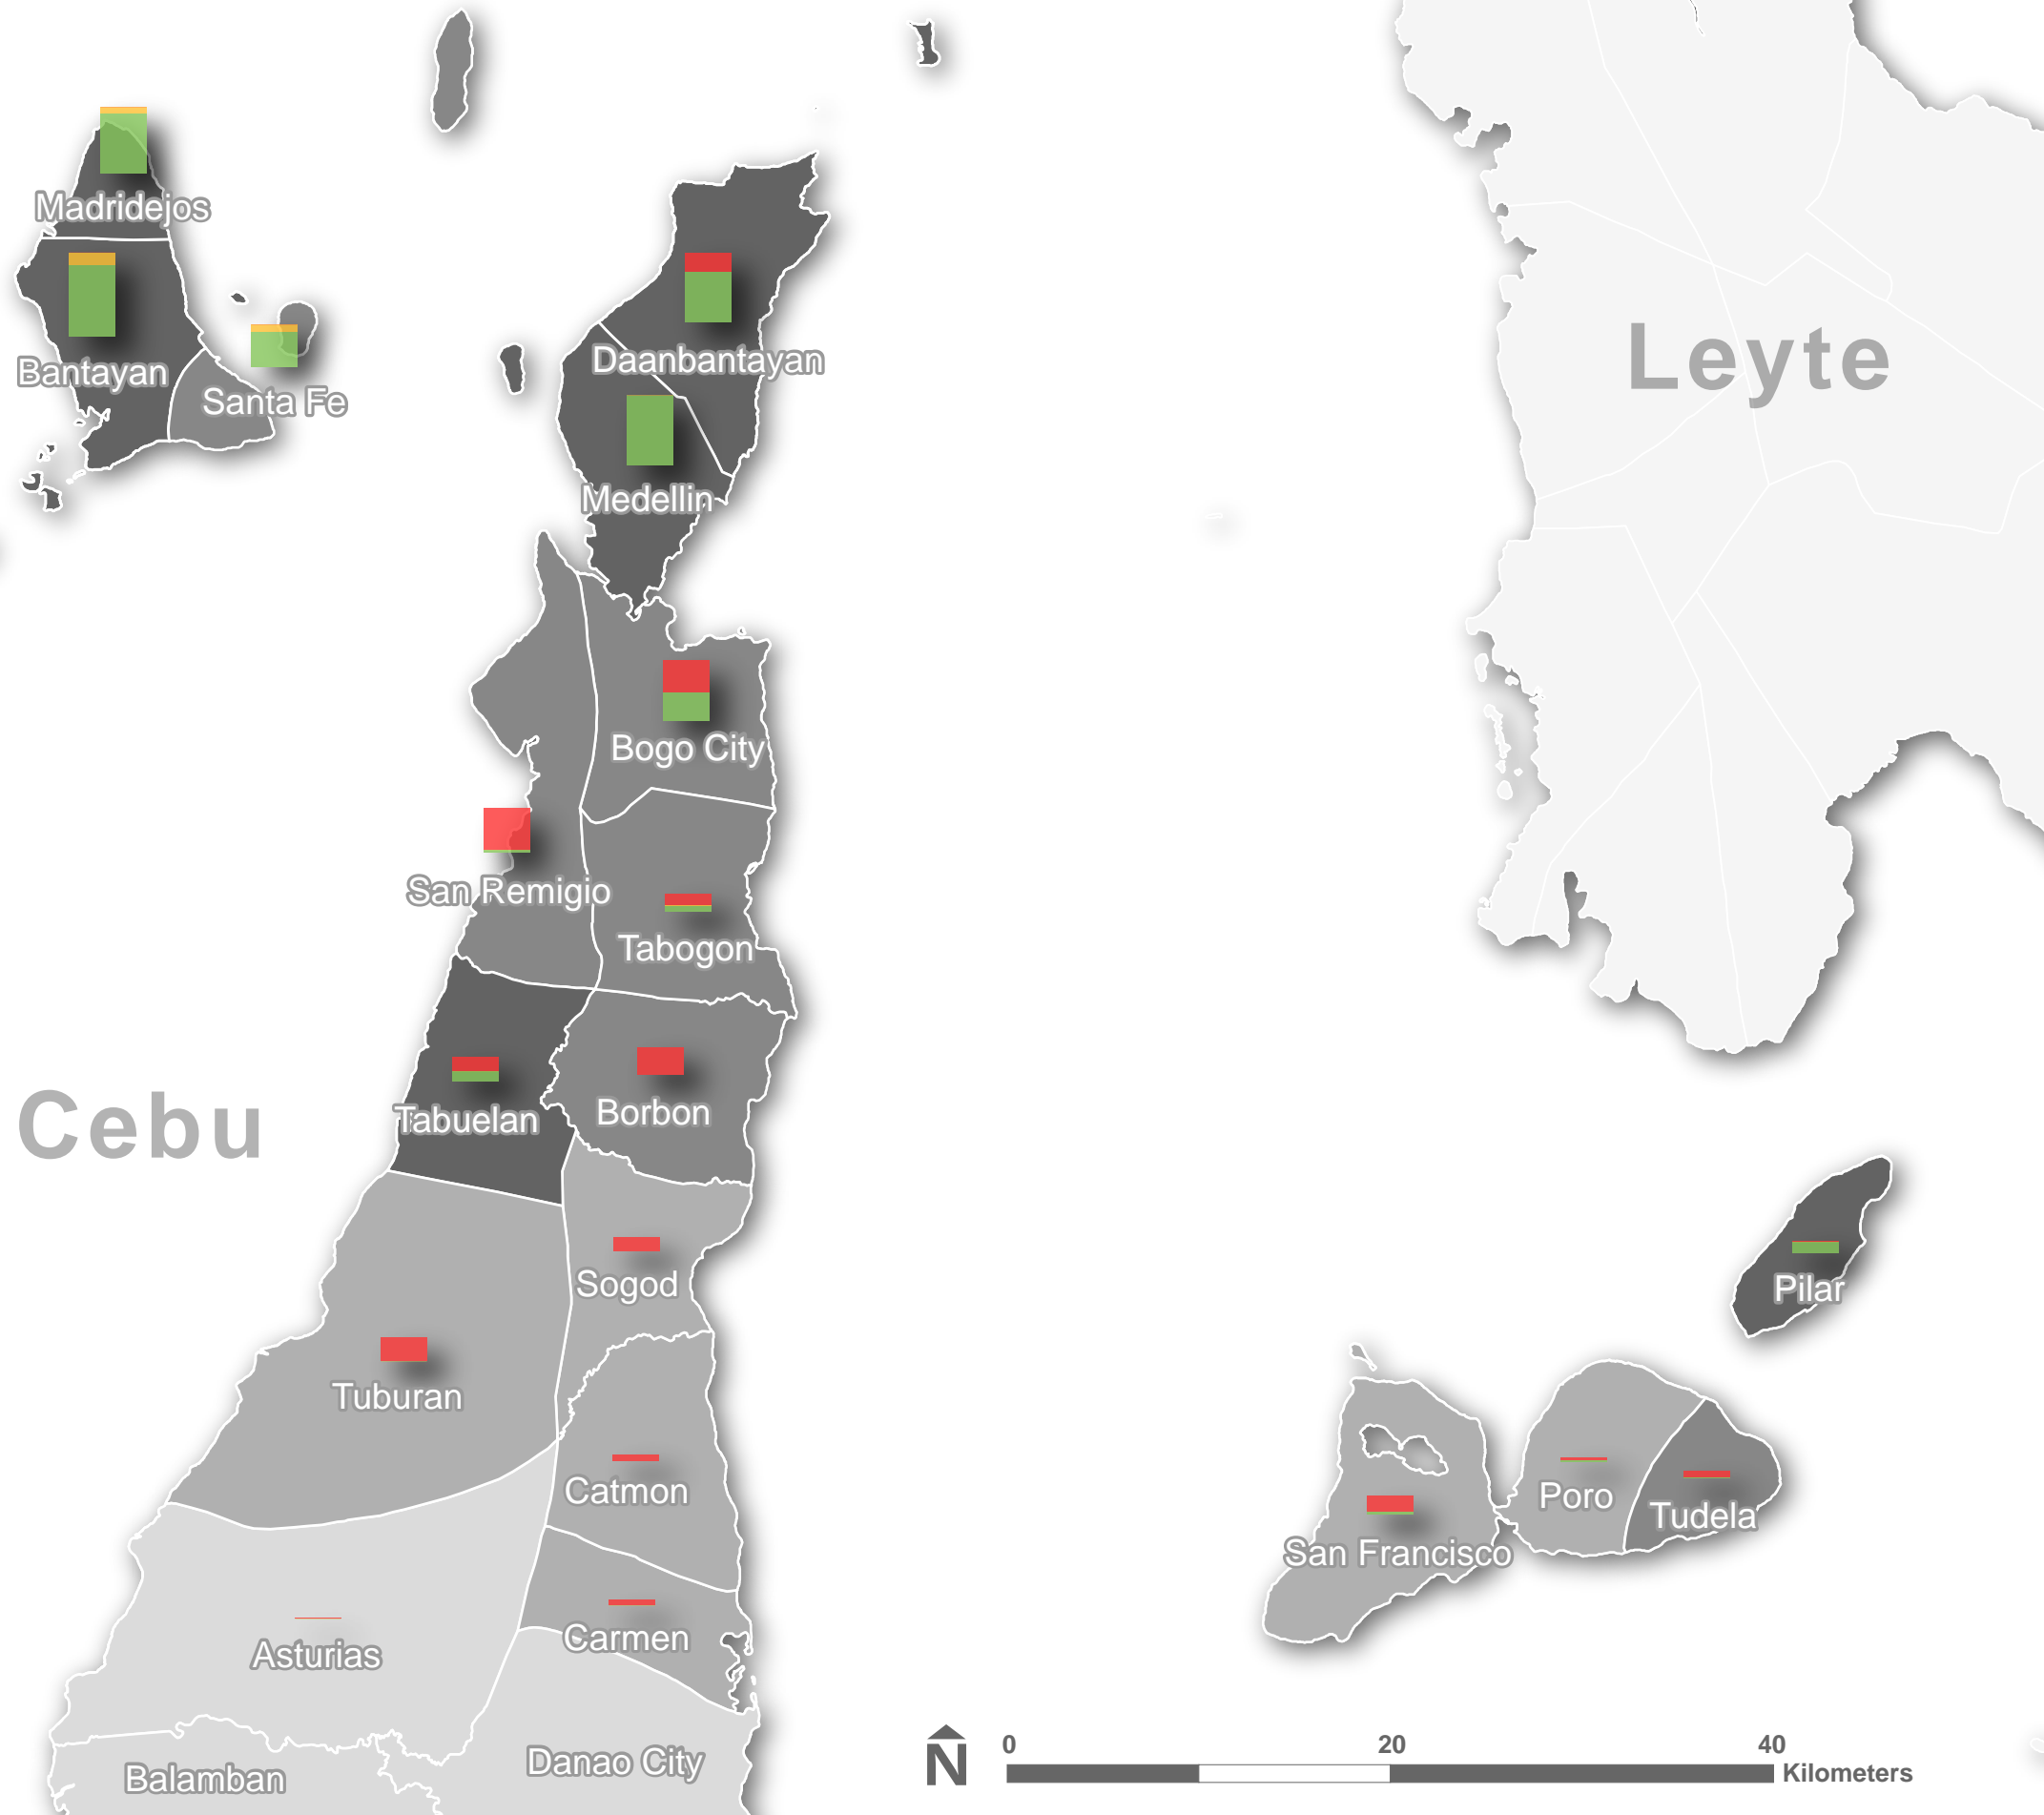 Madridejos
Bantayan
Santa Fe
Daanbantayan
Leyte
Medellin
Bogo City
San Remigio
Tabogon
Cebu
Tabuelan
Borbon
Sogod
Pilar
Tuburan
Catmon
Poro
Tudela
San Francisco
Carmen
Asturias
Danao City
Balamban
N
0 20 40
Kilometers